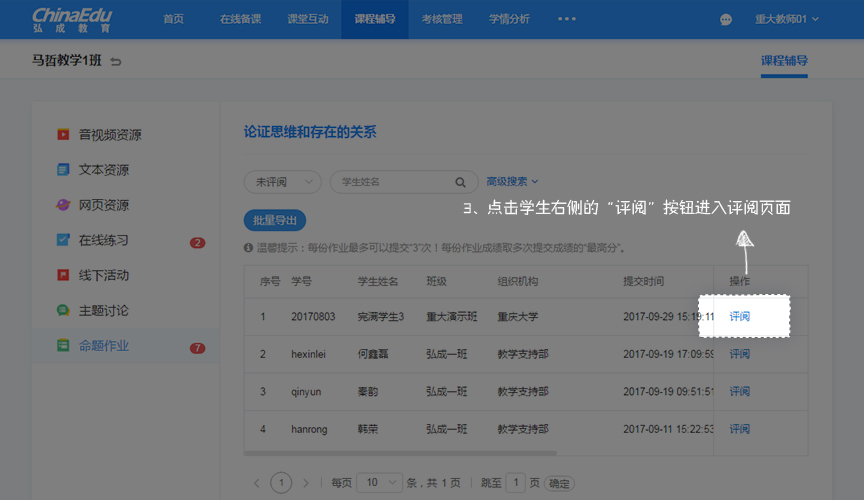 ChinaEdu
弘 成 教 育
首页 在线备课 课堂互动 课程辅导 考核管理 学情分析 ••• 重大教师01
马哲教学1班
课程辅导
音视频资源
文本资源
网页资源
在线练习 2
线下活动
主题讨论
命题作业 7
论证思维和存在的关系
未评阅 学生姓名 高级搜索
3、点击学生右侧的“评阅”按钮进入评阅页面
批量导出
温馨提示：每份作业最多可以提交“3”次！每份作业成绩取多次提交成绩的“最高分”。
序号 学号 学生姓名 班级 组织机构 提交时间 操作
1 20170803 完满学生3 重大演示班 重庆大学 2017-09-29 15:19:11 评阅
2 hexinlei 何鑫磊 弘成一班 教学支持部 2017-09-19 17:09:59 评阅
3 qinyun 秦韵 弘成一班 教学支持部 2017-09-19 09:51:51 评阅
4 hanrong 韩荣 弘成一班 教学支持部 2017-09-11 15:22:53 评阅
1 每页 10 条，共 1 页 跳至 1 页 确定